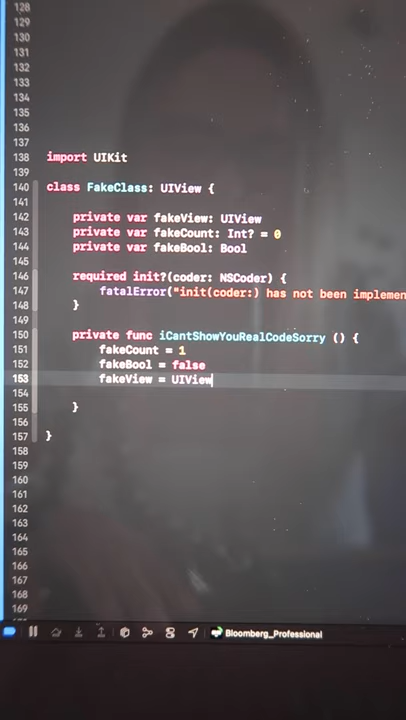 128
129
130
131
132
133
134
135
136
137
138 import UIKit
139
140 class FakeClass: UIView {
141
142 private var fakeView: UIView
143 private var fakeCount: Int? = 0
144 private var fakeBool: Bool
145
146 required init?(coder: NSCoder) {
147 fatalError("init(coder:) has not been implemen
148 }
149
150 private func iCantShowYouRealCodeSorry () {
151 fakeCount = 1
152 fakeBool = false
153 fakeView = UIView
154
155 }
156
157 }
158
159
160
161
162
163
164
165
166
167
168
169
Bloomberg_Professional